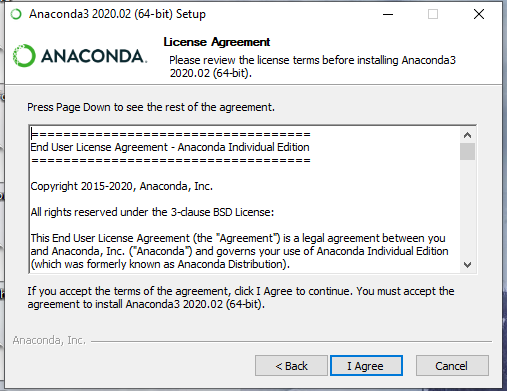 Anaconda3 2020.02 (64-bit) Setup
ANACONDA.
License Agreement
Please review the license terms before installing Anaconda3
2020.02 (64-bit).
Press Page Down to see the rest of the agreement.
===================================
End User License Agreement - Anaconda Individual Edition
===================================
Copyright 2015-2020, Anaconda, Inc.
All rights reserved under the 3-clause BSD License:
This End User License Agreement (the "Agreement") is a legal agreement between you
and Anaconda, Inc. ("Anaconda") and governs your use of Anaconda Individual Edition
(which was formerly known as Anaconda Distribution).
If you accept the terms of the agreement, click I Agree to continue. You must accept the
agreement to install Anaconda3 2020.02 (64-bit).
Anaconda, Inc.
< Back
I Agree
Cancel